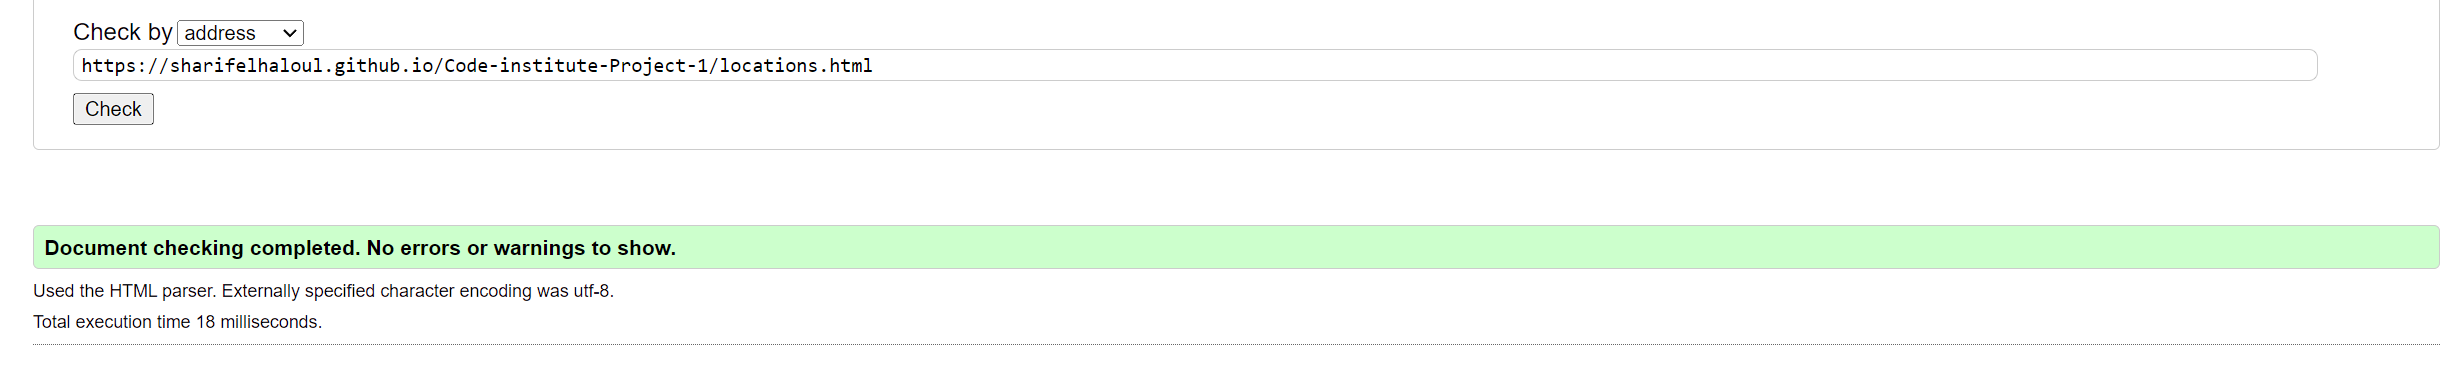 Check by address
https://sharifelhaloul.github.io/Code-institute-Project-1/locations.html
Check
Document checking completed. No errors or warnings to show.
Used the HTML parser. Externally specified character encoding was utf-8.
Total execution time 18 milliseconds.